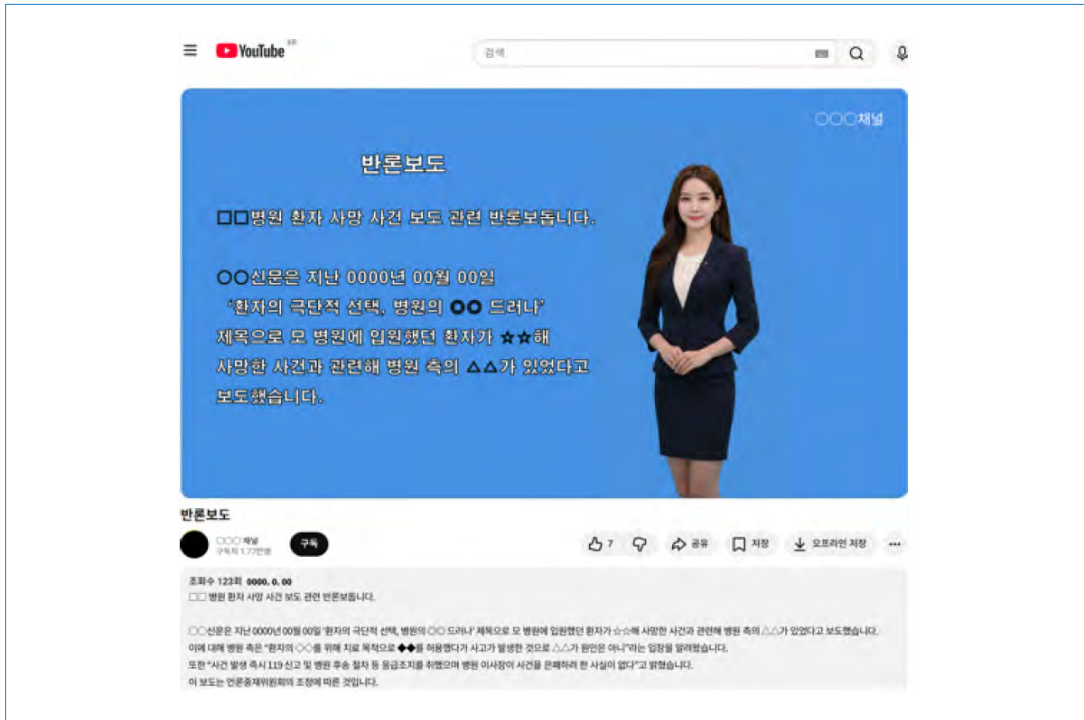 YouTube KR
검색
○○○채널
반론보도
□□병원 환자 사망 사건 보도 관련 반론보돕니다.
○○신문은 지난 0000년 00월 00일
‘환자의 극단적 선택, 병원의 ○○ 드러나’
제목으로 모 병원에 입원했던 환자가 ☆☆해
사망한 사건과 관련해 병원 측의 △△가 있었다고
보도했습니다.
반론보도
○○○ 채널
구독자 1.77만명
구독
7
공유
저장
오프라인 저장
조회수 123회 0000. 0. 00
□□ 병원 환자 사망 사건 보도 관련 반론보돕니다.
○○신문은 지난 0000년 00월 00일 ‘환자의 극단적 선택, 병원의 ○○ 드러나’ 제목으로 모 병원에 입원했던 환자가 ☆☆해 사망한 사건과 관련해 병원 측의 △△가 있었다고 보도했습니다.
이에 대해 병원 측은 “환자의 ◇◇를 위해 치료 목적으로 ◆◆를 허용했다가 사고가 발생한 것으로 △△가 원인은 아니”라는 입장을 알려왔습니다.
또한 “사건 발생 즉시 119 신고 및 병원 후송 절차 등 응급조치를 취했으며 병원 이사장이 사건을 은폐하려 한 사실이 없다”고 밝혔습니다.
이 보도는 언론중재위원회의 조정에 따른 것입니다.